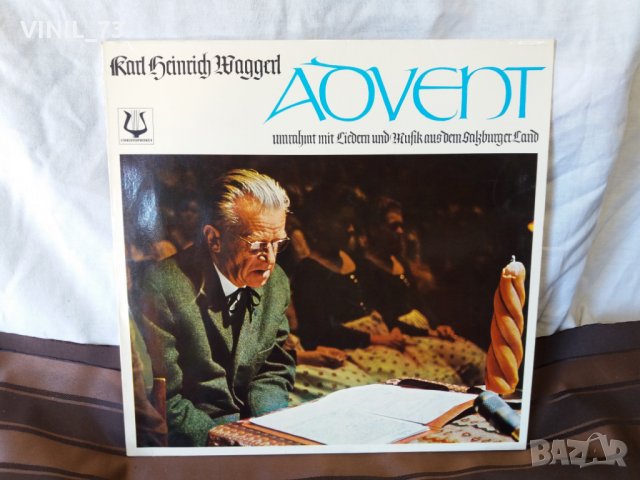 VINIL_73
Karl Heinrich Waggerl
ADVENT
CHRISTOPHORUS
umrahmt mit Liedern und Musik aus dem Salzburger Land
BAZAR